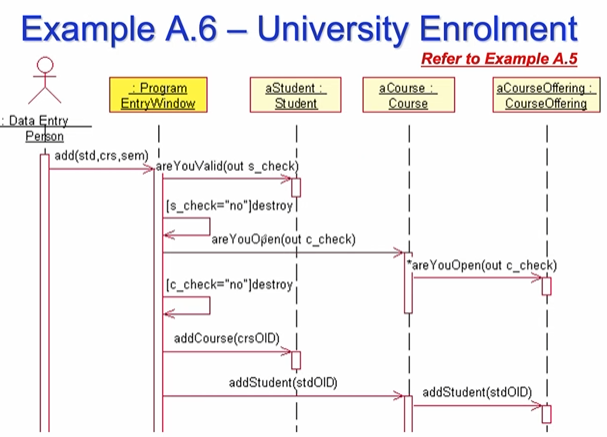 Example A.6 – University Enrolment
Refer to Example A.5
: Program
EntryWindow
aStudent :
Student
aCourse :
Course
aCourseOffering :
CourseOffering
: Data Entry
Person
add(std,crs,sem)
areYouValid(out s_check)
[s_check="no"]destroy
areYouOpen(out c_check)
*areYouOpen(out c_check)
[c_check="no"]destroy
addCourse(crsOID)
addStudent(stdOID)
addStudent(stdOID)